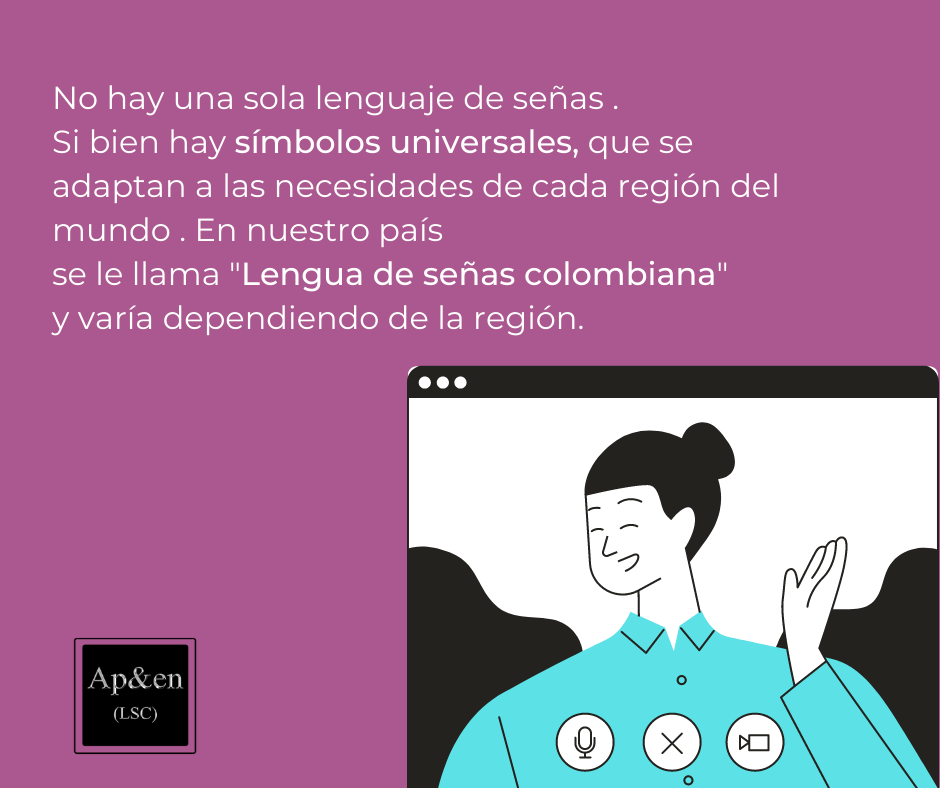 No hay una sola lenguaje de señas .
Si bien hay símbolos universales, que se
adaptan a las necesidades de cada región del
mundo . En nuestro país
se le llama "Lengua de señas colombiana"
y varía dependiendo de la región.
Ap&en
(LSC)